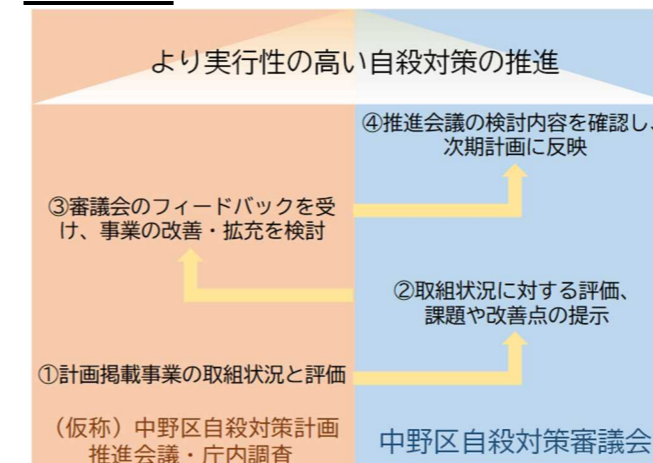 より実行性の高い自殺対策の推進
④推進会議の検討内容を確認し、
次期計画に反映
③審議会のフィードバックを受
け、事業の改善・拡充を検討
②取組状況に対する評価、
課題や改善点の提示
①計画掲載事業の取組状況と評価
（仮称）中野区自殺対策計画
推進会議・庁内調査
中野区自殺対策審議会